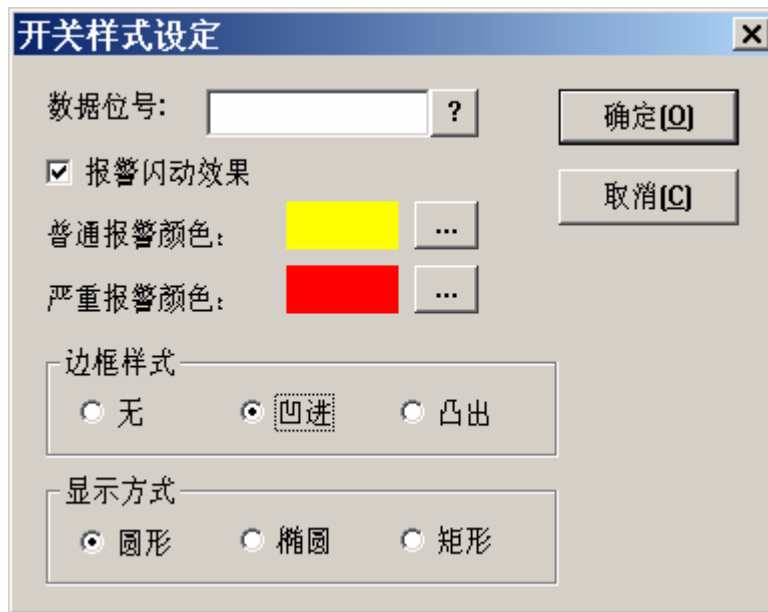 开关样式设定
数据位号: ?
确定(O)
报警闪动效果
取消(C)
普通报警颜色: ...
严重报警颜色: ...
边框样式
无 凹进 凸出
显示方式
圆形 椭圆 矩形